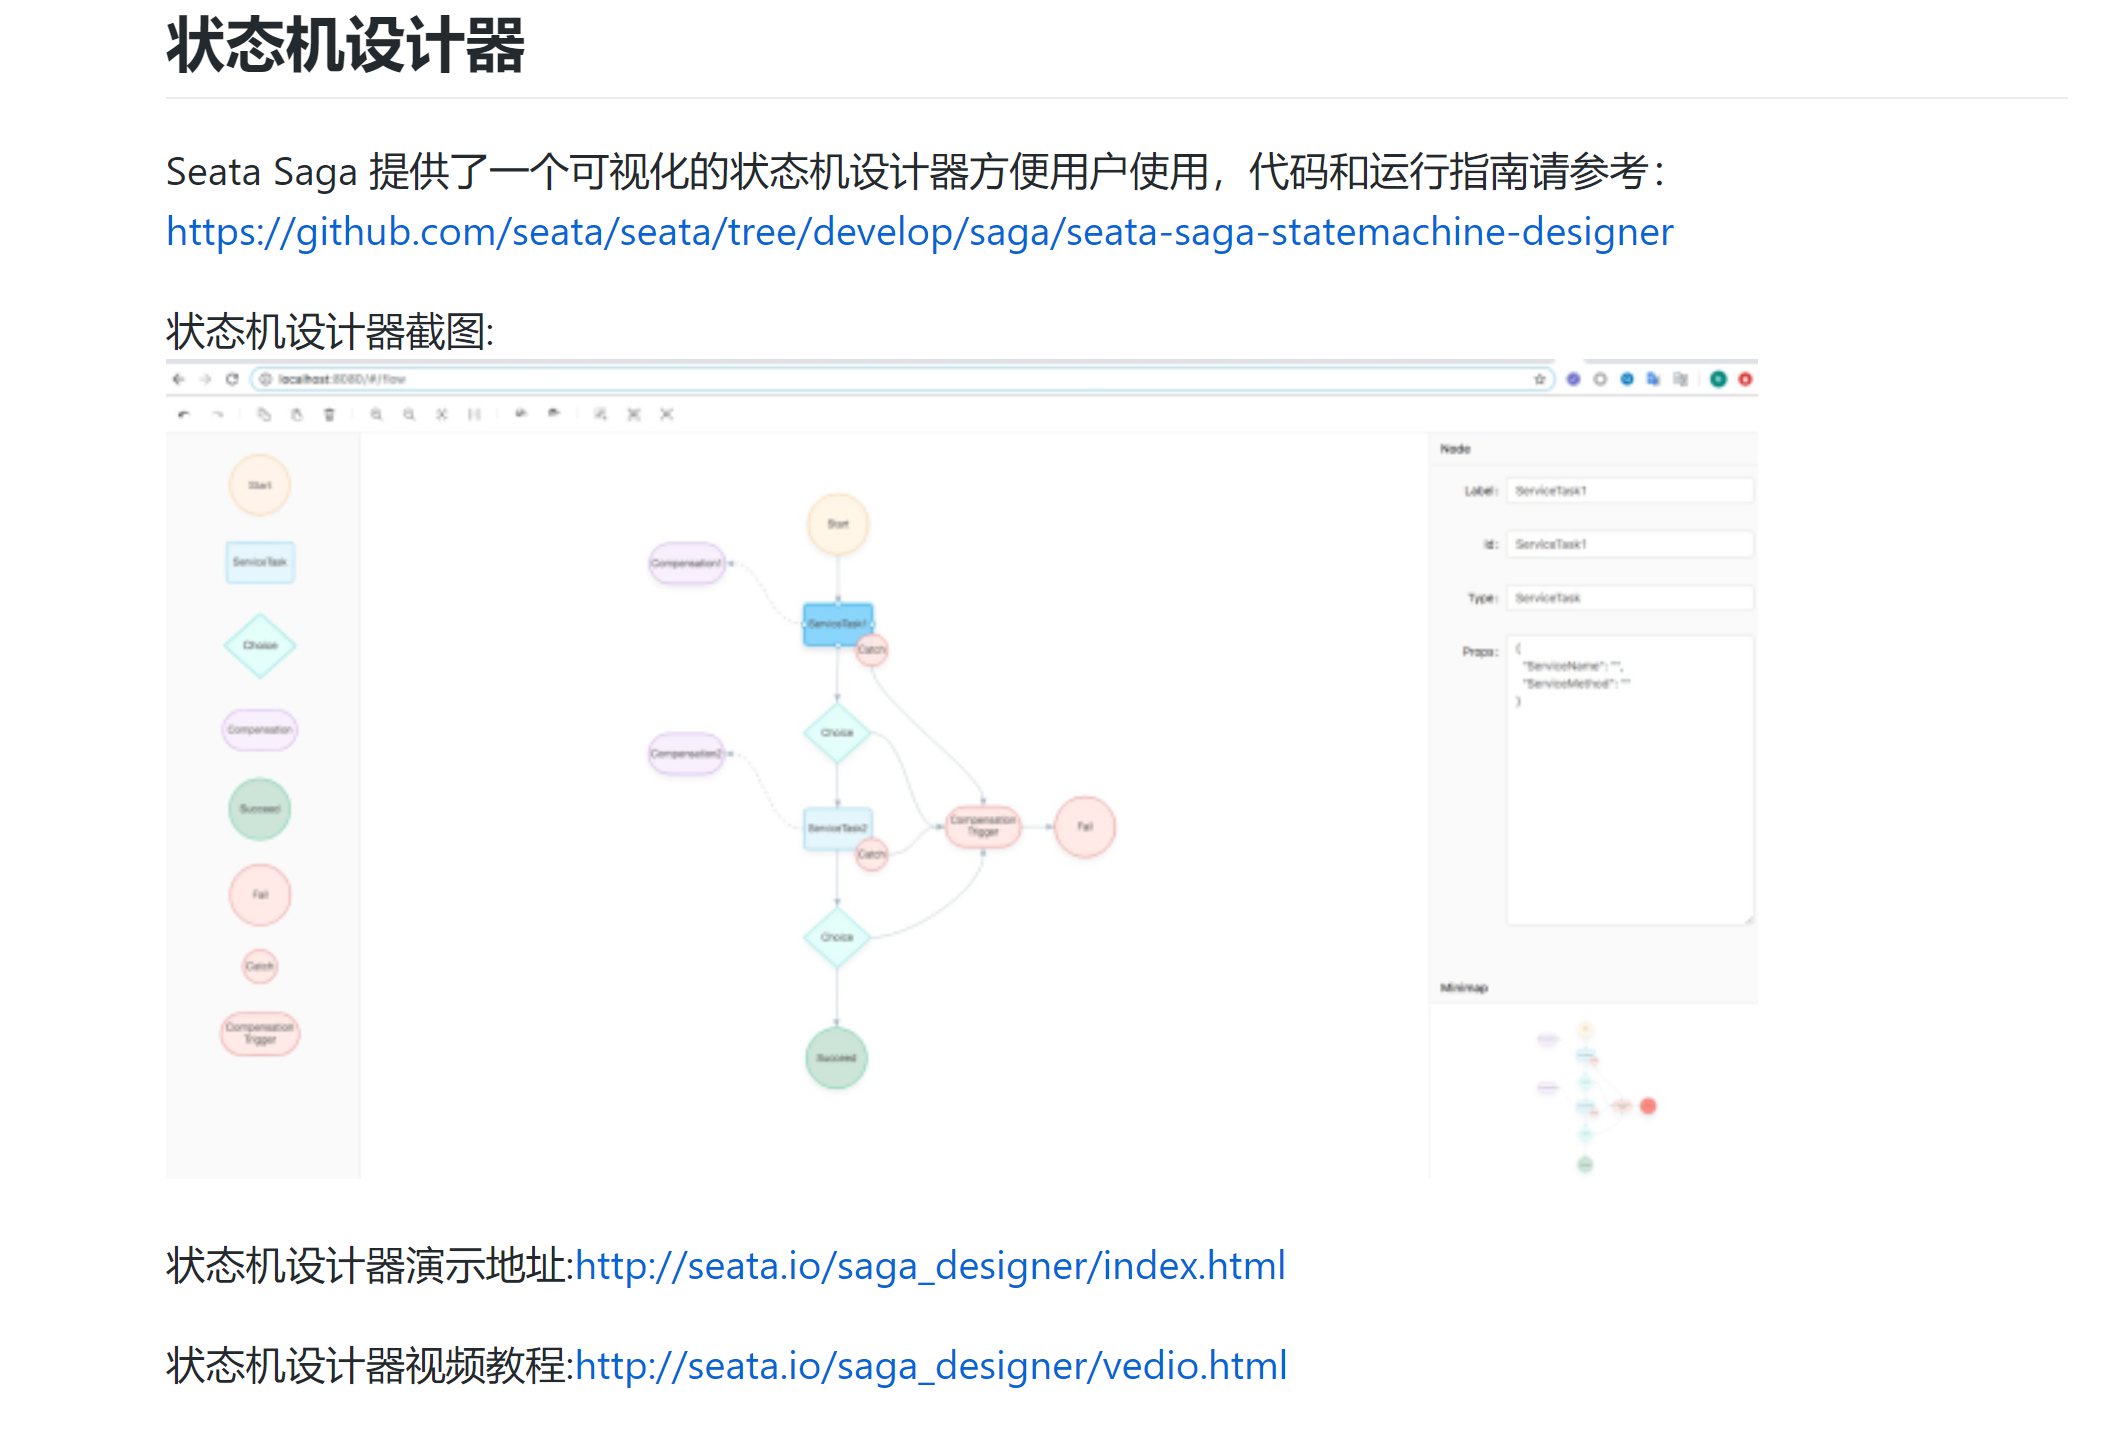 状态机设计器
Seata Saga 提供了一个可视化的状态机设计器方便用户使用，代码和运行指南请参考：
https://github.com/seata/seata/tree/develop/saga/seata-saga-statemachine-designer
状态机设计器截图:
localhost:8080/#/flow
Start
ServiceTask
Choice
Compensation
Succeed
Fail
Catch
Compensation
Trigger
Start
Compensation1
ServiceTask1
Catch
Choice
Compensation2
ServiceTask2
Catch
Compensation
Trigger
Fail
Choice
Succeed
Node
Label: ServiceTask1
Id: ServiceTask1
Type: ServiceTask
Props: {
"ServiceName": "",
"ServiceMethod": ""
}
Minimap
状态机设计器演示地址:http://seata.io/saga_designer/index.html
状态机设计器视频教程:http://seata.io/saga_designer/vedio.html